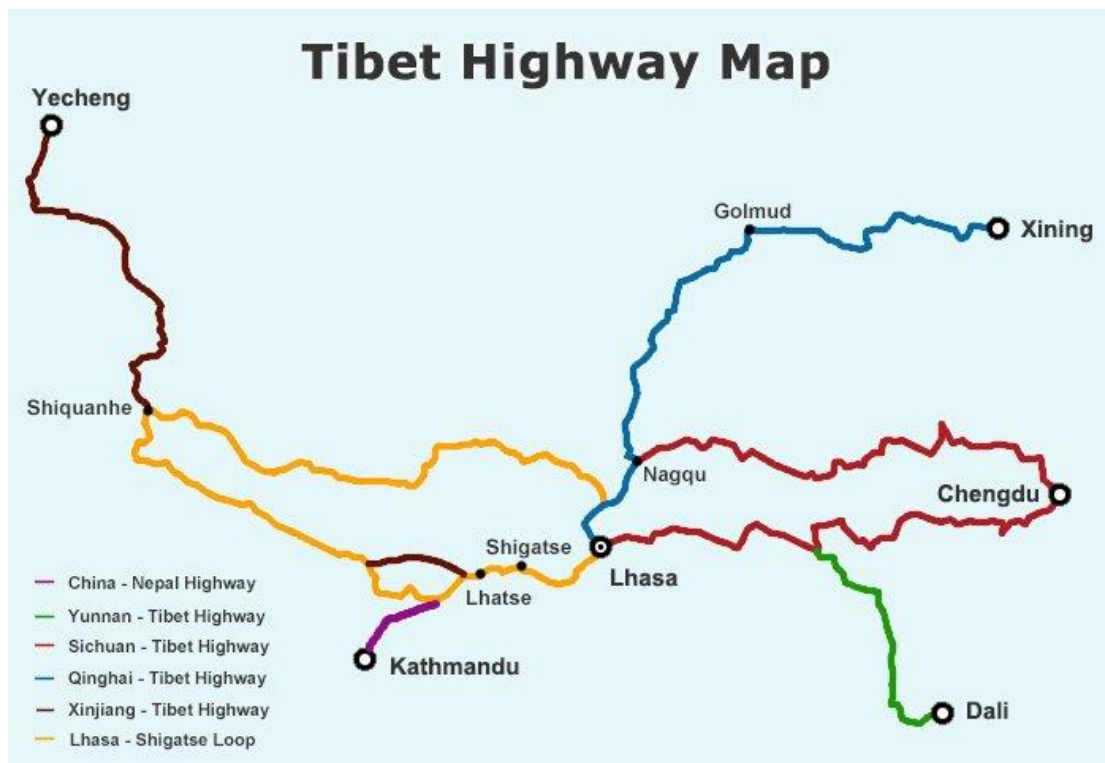 Tibet Highway Map
Yecheng
Golmud
Xining
Shiquanhe
Nagqu
Chengdu
Shigatse
Lhasa
Lhatse
Kathmandu
Dali
China - Nepal Highway
Yunnan - Tibet Highway
Sichuan - Tibet Highway
Qinghai - Tibet Highway
Xinjiang - Tibet Highway
Lhasa - Shigatse Loop